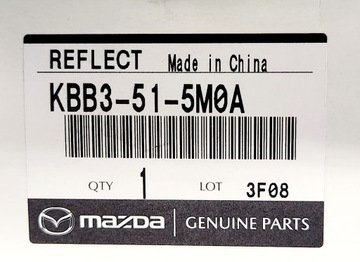 REFLECT Made in China
KBB3-51-5M0A
QTY 1 LOT 3F08
mazda GENUINE PARTS